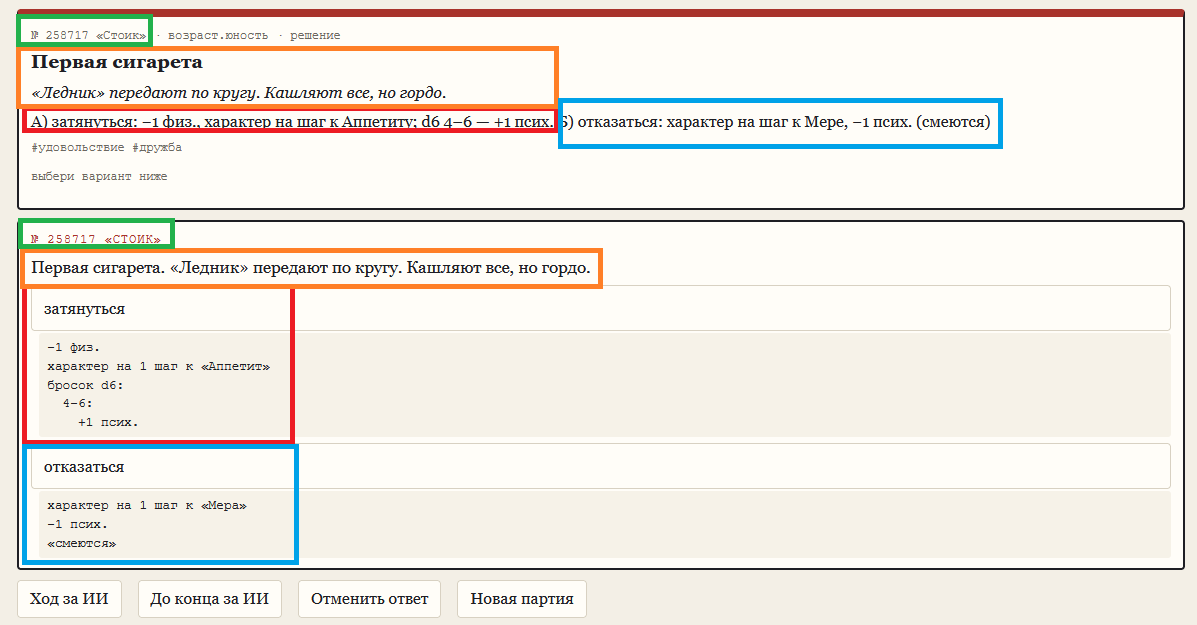 № 258717 «Стоик» · возраст.юность · решение
Первая сигарета
«Ледник» передают по кругу. Кашляют все, но гордо.
А) затянуться: −1 физ., характер на шаг к Аппетиту; d6 4–6 — +1 псих. Б) отказаться: характер на шаг к Мере, −1 псих. (смеются)
#удовольствие #дружба
выбери вариант ниже
№ 258717 «СТОИК»
Первая сигарета. «Ледник» передают по кругу. Кашляют все, но гордо.
затянуться
−1 физ.
характер на 1 шаг к «Аппетит»
бросок d6:
4–6:
+1 псих.
отказаться
характер на 1 шаг к «Мера»
−1 псих.
«смеются»
Ход за ИИ
До конца за ИИ
Отменить ответ
Новая партия